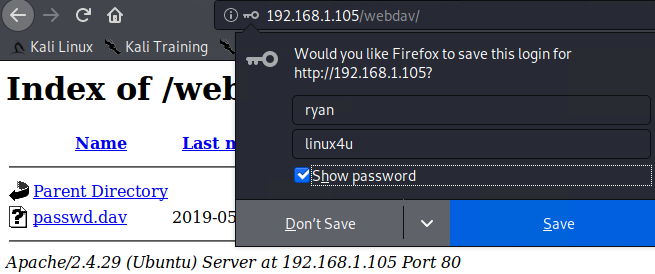 192.168.1.105/webdav/
Kali Linux Kali Training
Would you like Firefox to save this login for
http://192.168.1.105?
ryan
linux4u
Show password
Don't Save Save
Index of /we
Name Last
Parent Directory
passwd.dav 2019-05
Apache/2.4.29 (Ubuntu) Server at 192.168.1.105 Port 80